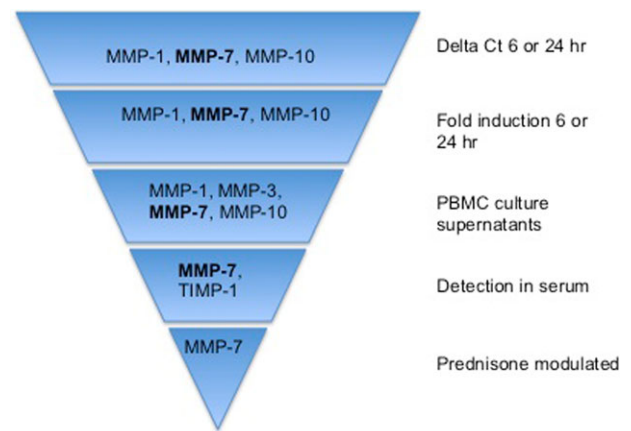 MMP-1, MMP-7, MMP-10
Delta Ct 6 or 24 hr
MMP-1, MMP-7, MMP-10
Fold induction 6 or
24 hr
MMP-1, MMP-3,
MMP-7, MMP-10
PBMC culture
supernatants
MMP-7,
TIMP-1
Detection in serum
MMP-7
Prednisone modulated